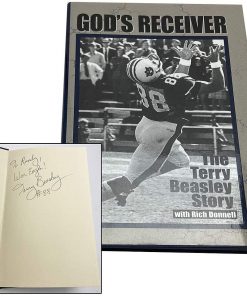 GOD'S RECEIVER
88
The
Terry
Beasley
Story
with Rich Donnell
To Randy,
War Eagle!
Terry Beasley
#88